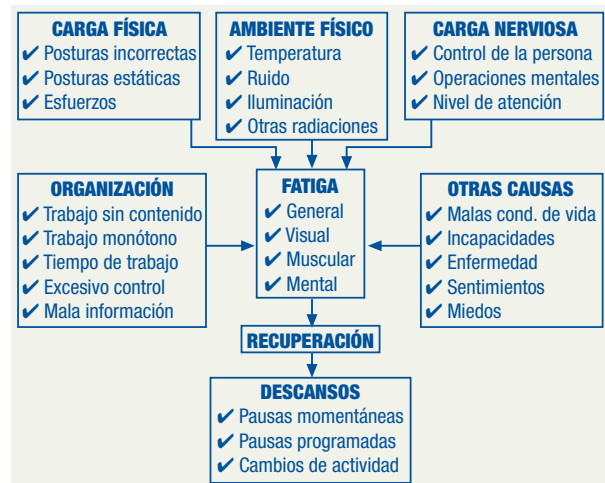 CARGA FÍSICA
✔ Posturas incorrectas
✔ Posturas estáticas
✔ Esfuerzos
AMBIENTE FÍSICO
✔ Temperatura
✔ Ruido
✔ Iluminación
✔ Otras radiaciones
CARGA NERVIOSA
✔ Control de la persona
✔ Operaciones mentales
✔ Nivel de atención
ORGANIZACIÓN
✔ Trabajo sin contenido
✔ Trabajo monótono
✔ Tiempo de trabajo
✔ Excesivo control
✔ Mala información
FATIGA
✔ General
✔ Visual
✔ Muscular
✔ Mental
OTRAS CAUSAS
✔ Malas cond. de vida
✔ Incapacidades
✔ Enfermedad
✔ Sentimientos
✔ Miedos
RECUPERACIÓN
DESCANSOS
✔ Pausas momentáneas
✔ Pausas programadas
✔ Cambios de actividad